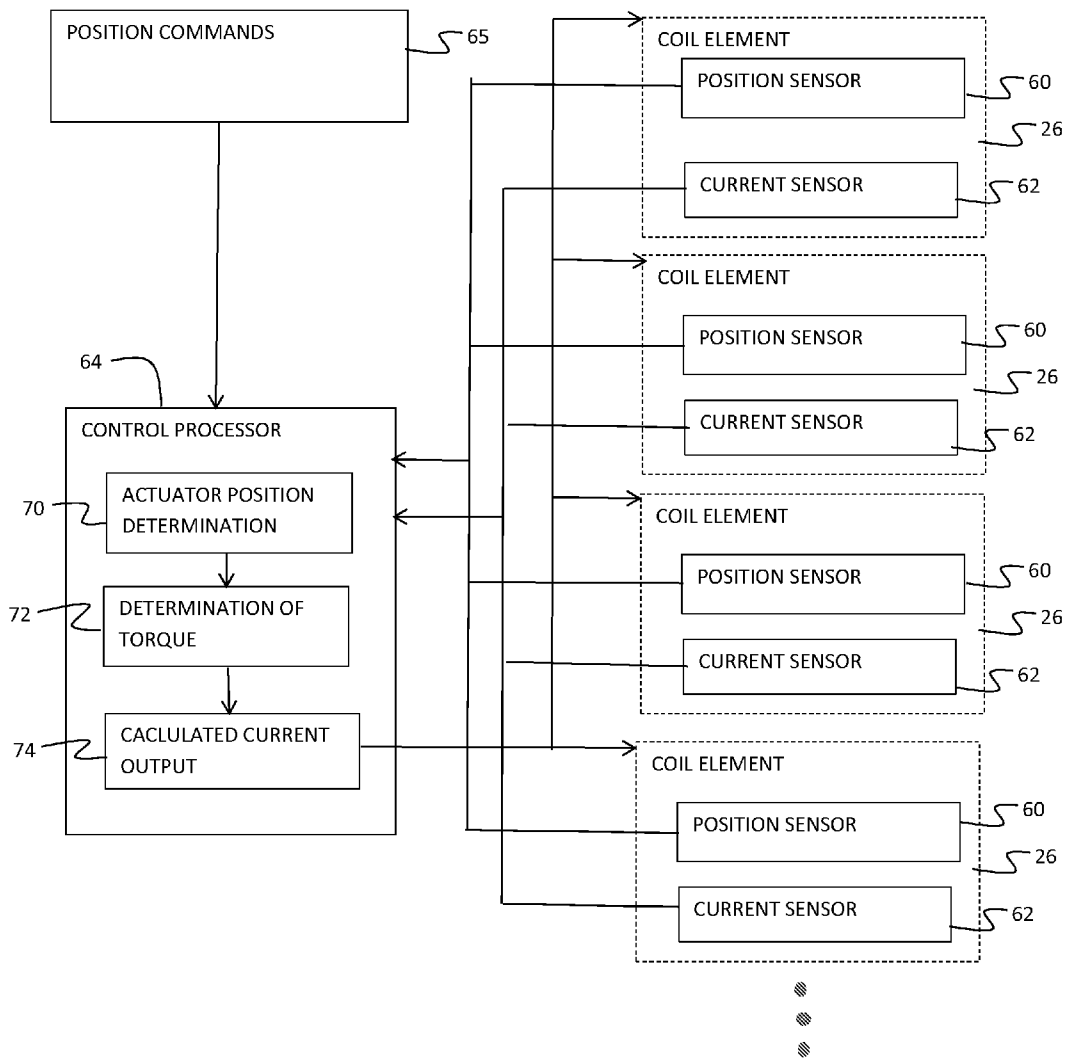 POSITION COMMANDS
65
64
CONTROL PROCESSOR
70
ACTUATOR POSITION
DETERMINATION
72
DETERMINATION OF
TORQUE
74
CACLULATED CURRENT
OUTPUT
COIL ELEMENT
POSITION SENSOR
60
26
CURRENT SENSOR
62
COIL ELEMENT
POSITION SENSOR
60
26
CURRENT SENSOR
62
COIL ELEMENT
POSITION SENSOR
60
26
CURRENT SENSOR
62
COIL ELEMENT
POSITION SENSOR
60
26
CURRENT SENSOR
62